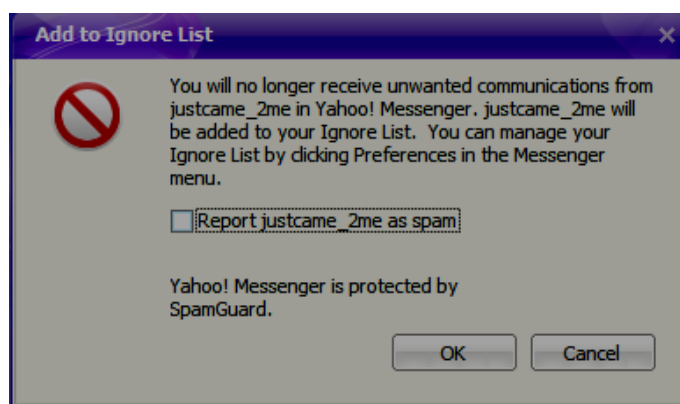 Add to Ignore List
You will no longer receive unwanted communications from
justcame_2me in Yahoo! Messenger. justcame_2me will
be added to your Ignore List.  You can manage your
Ignore List by clicking Preferences in the Messenger
menu.
Report justcame_2me as spam
Yahoo! Messenger is protected by
SpamGuard.
OK Cancel